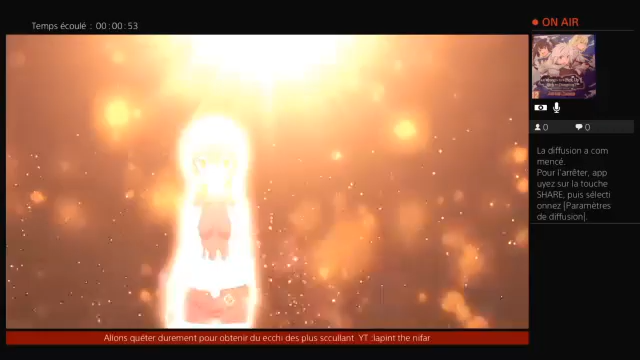 Temps écoulé : 00:00:53
ON AIR
0 0
La diffusion a com
mencé.
Pour l'arrêter, app
uyez sur la touche
SHARE, puis sélecti
onnez [Paramètres
de diffusion].
Allons quéter durement pour obtenir du ecchi des plus sccullant YT :lapint the nifar